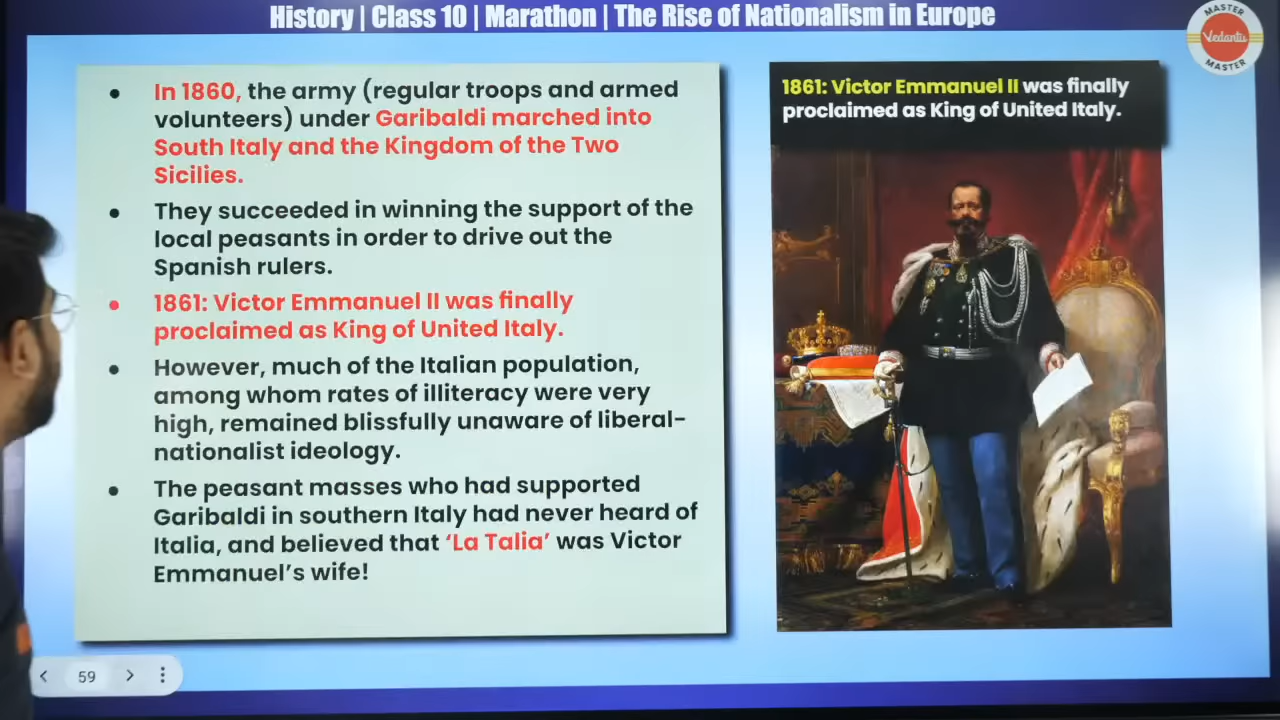 History | Class 10 | Marathon | The Rise of Nationalism in Europe
MASTER
Vedantu
MASTER
In 1860, the army (regular troops and armed
volunteers) under Garibaldi marched into
South Italy and the Kingdom of the Two
Sicilies.
They succeeded in winning the support of the
local peasants in order to drive out the
Spanish rulers.
1861: Victor Emmanuel II was finally
proclaimed as King of United Italy.
However, much of the Italian population,
among whom rates of illiteracy were very
high, remained blissfully unaware of liberal-
nationalist ideology.
The peasant masses who had supported
Garibaldi in southern Italy had never heard of
Italia, and believed that ‘La Talia’ was Victor
Emmanuel’s wife!
1861: Victor Emmanuel II was finally
proclaimed as King of United Italy.
59